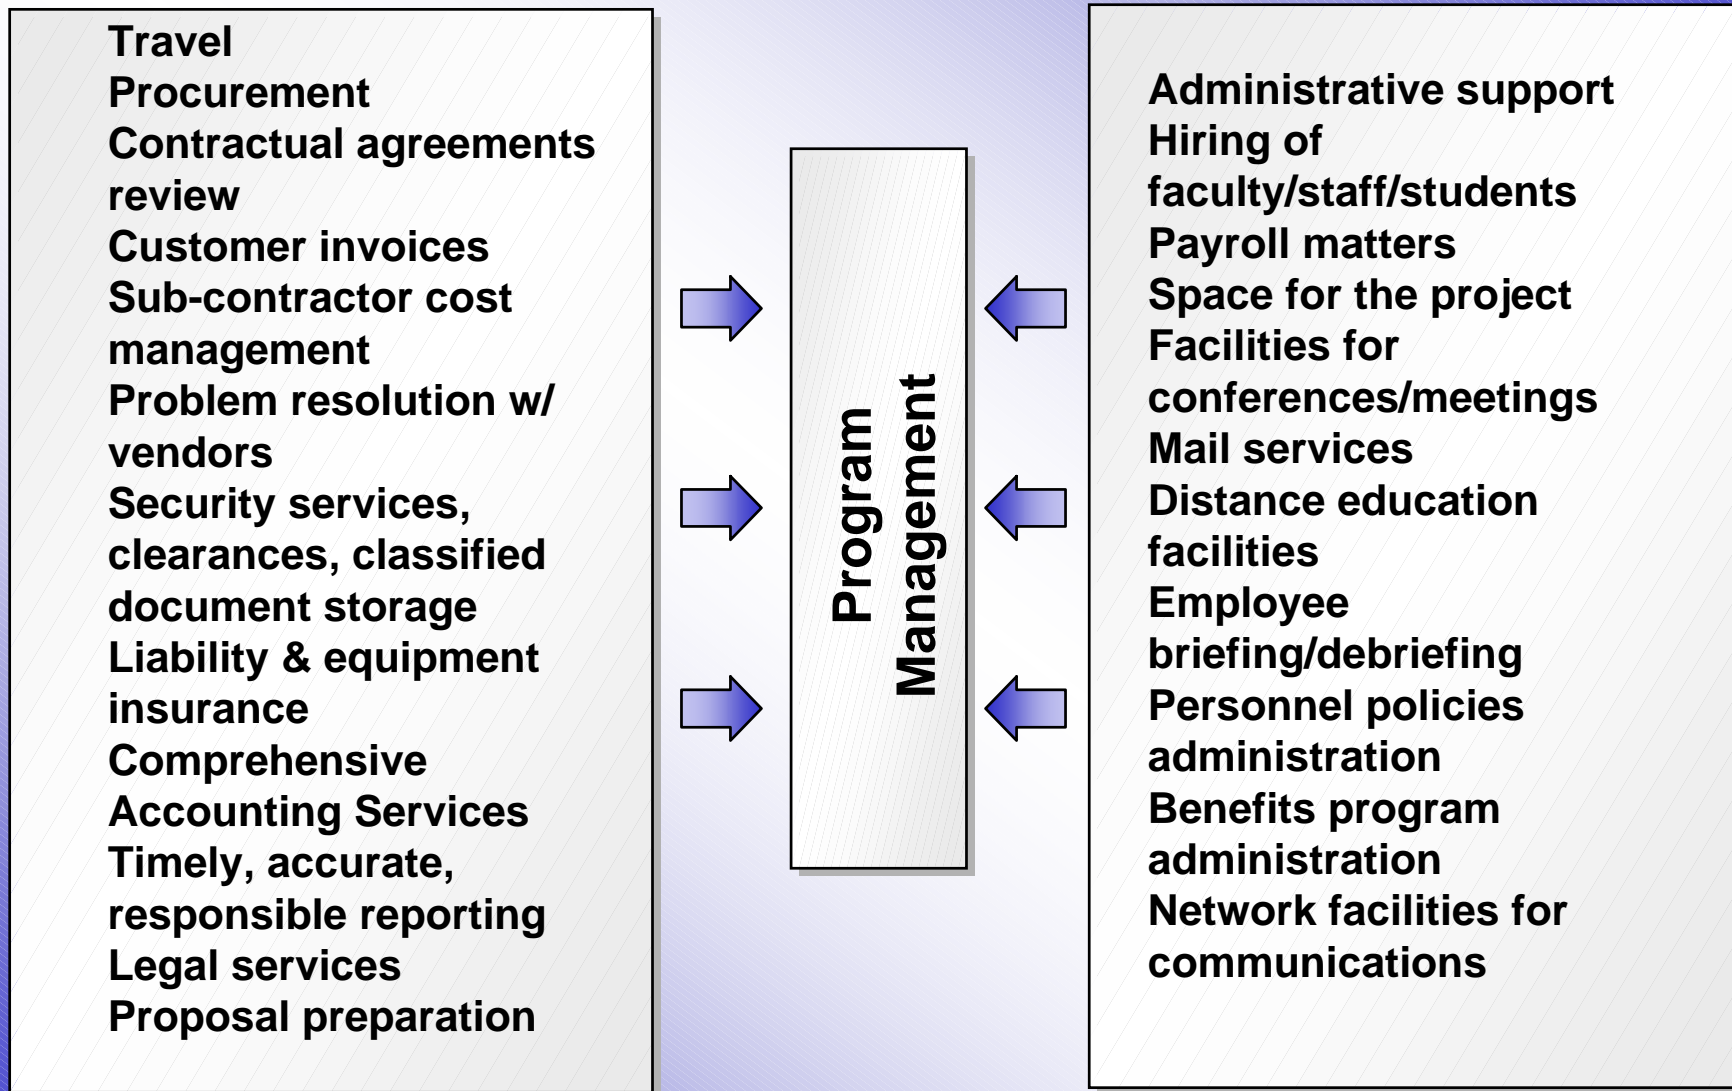 Travel
Procurement
Contractual agreements
review
Customer invoices
Sub-contractor cost
management
Problem resolution w/
vendors
Security services,
clearances, classified
document storage
Liability & equipment
insurance
Comprehensive
Accounting Services
Timely, accurate,
responsible reporting
Legal services
Proposal preparation
Program
Management
Administrative support
Hiring of
faculty/staff/students
Payroll matters
Space for the project
Facilities for
conferences/meetings
Mail services
Distance education
facilities
Employee
briefing/debriefing
Personnel policies
administration
Benefits program
administration
Network facilities for
communications